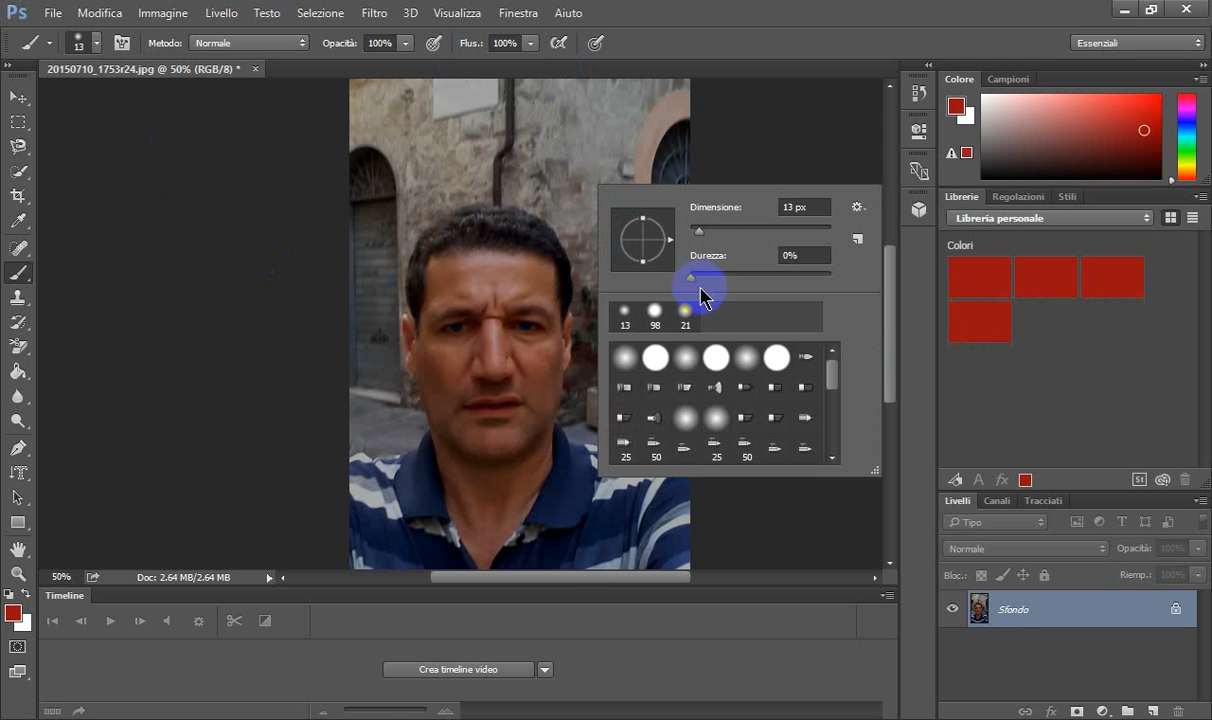 Ps File Modifica Immagine Livello Testo Selezione Filtro 3D Visualizza Finestra Aiuto
13 Metodo: Normale Opacità: 100% Flus.: 100% Essenziali
20150710_1753r24.jpg @ 50% (RGB/8) *
Colore Campioni
Dimensione: 13 px
Durezza: 0%
13 98 21
25 50 25 50
Librerie Regolazioni Stili
Libreria personale
Colori
St
Livelli Canali Tracciati
Tipo
Normale Opacità: 100%
Bloc.: Riemp.: 100%
Sfondo
50% Doc: 2.64 MB/2.64 MB
Timeline
Crea timeline video